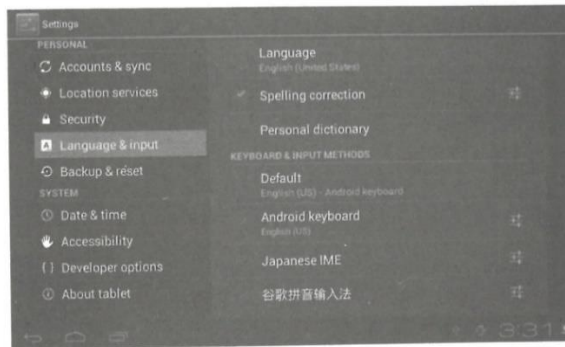 Settings
PERSONAL
Accounts & sync
Location services
Security
Language & input
Backup & reset
SYSTEM
Date & time
Accessibility
Developer options
About tablet
Language
English (United States)
Spelling correction
Personal dictionary
KEYBOARD & INPUT METHODS
Default
English (US) - Android keyboard
Android keyboard
English (US)
Japanese IME
谷歌拼音输入法
3:31